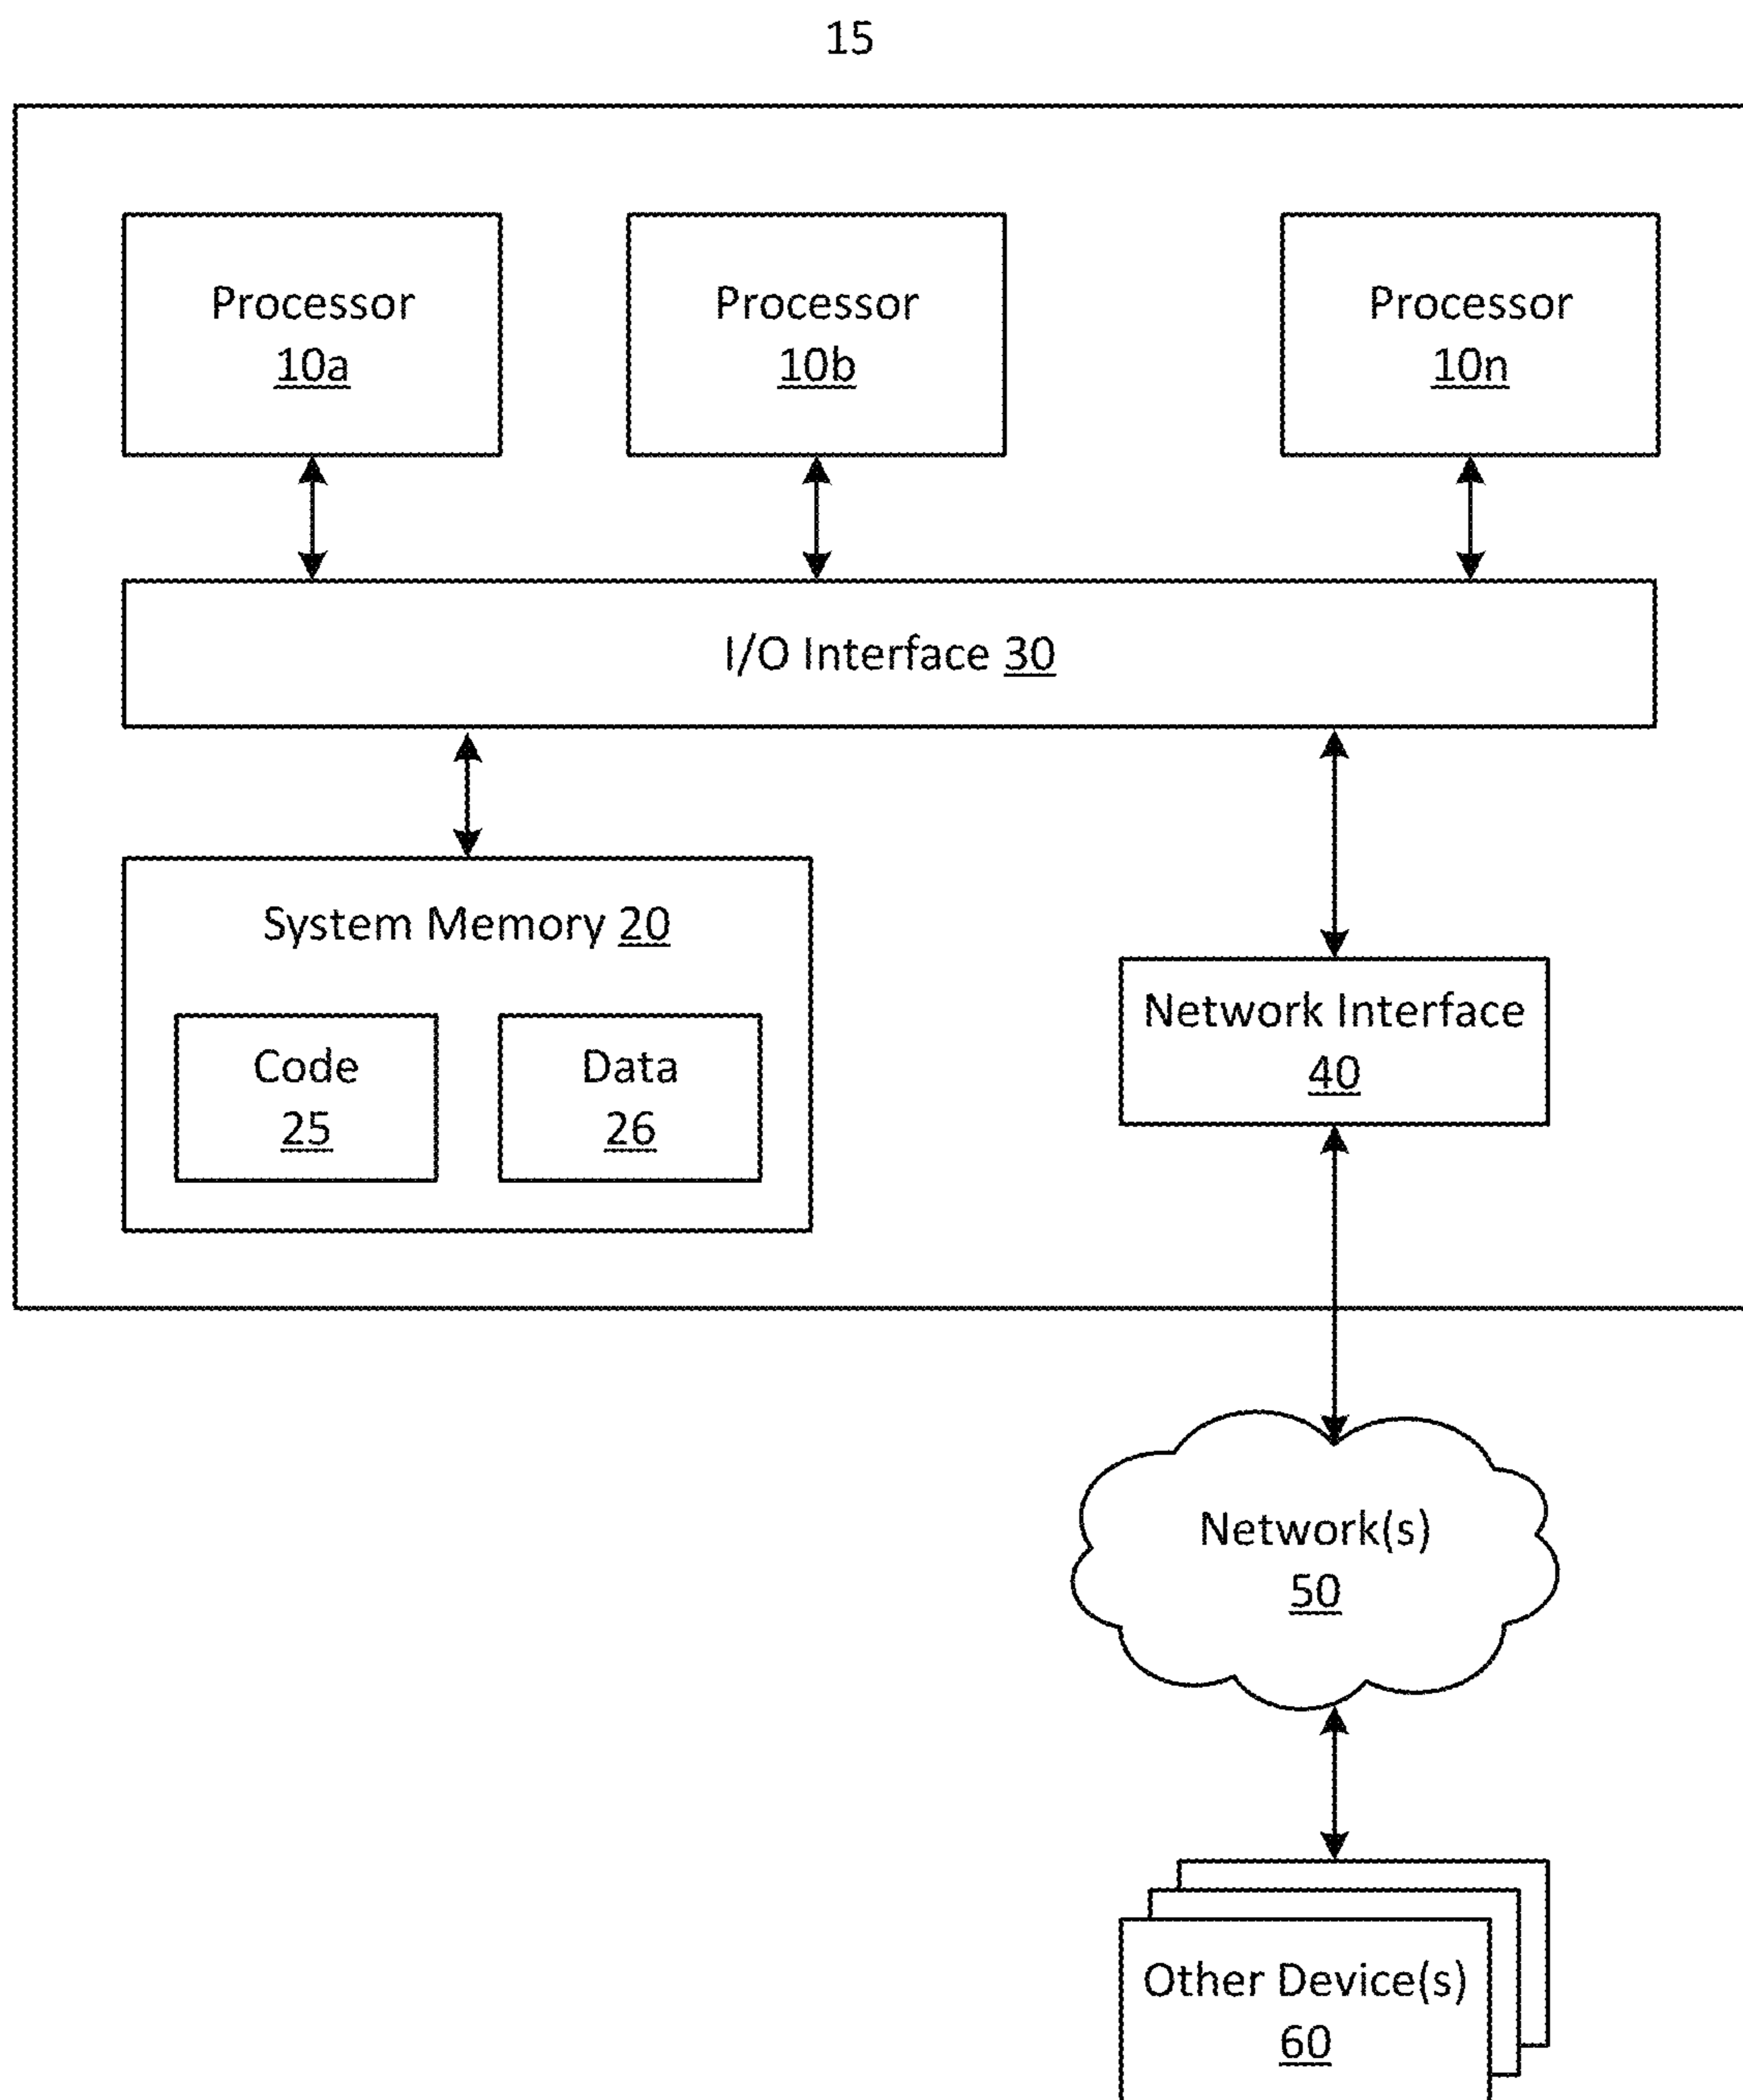 15
Processor
10a
Processor
10b
Processor
10n
I/O Interface 30
System Memory 20
Code
25
Data
26
Network Interface
40
Network(s)
50
Other Device(s)
60